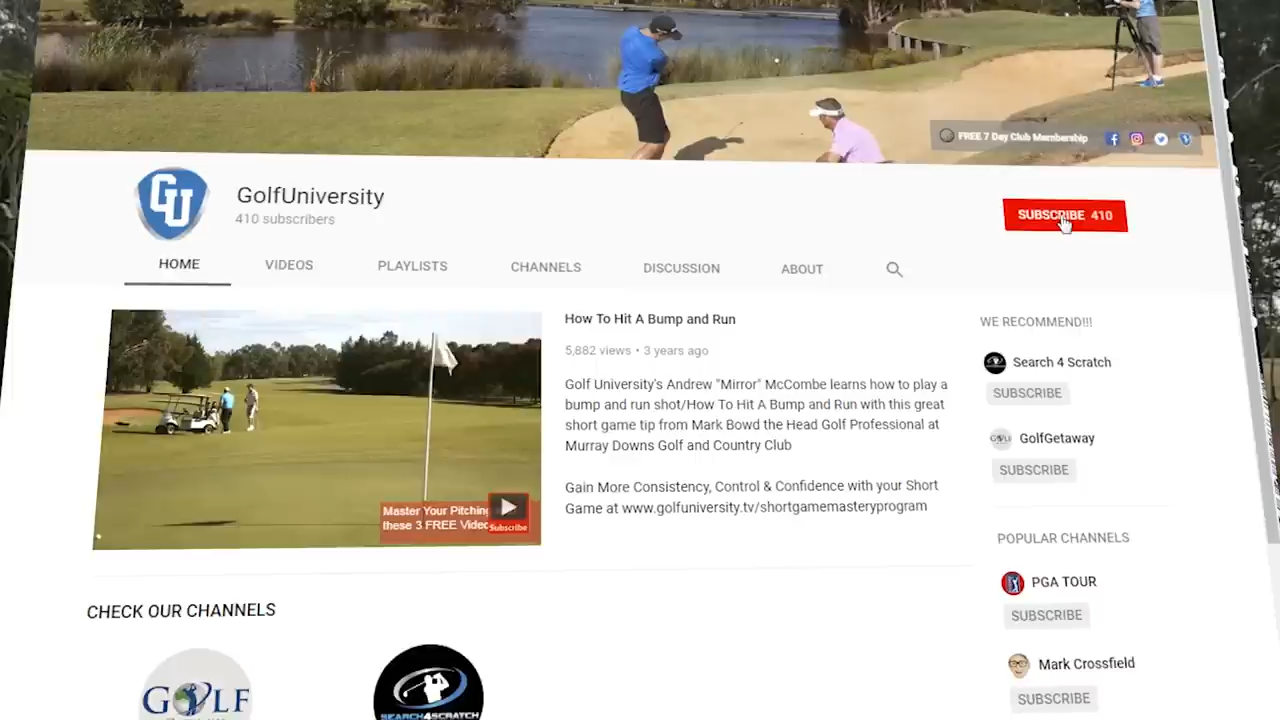 FREE 7 Day Club Membership
GU
GolfUniversity
410 subscribers
SUBSCRIBE 410
HOME VIDEOS PLAYLISTS CHANNELS DISCUSSION ABOUT
How To Hit A Bump and Run
5,882 views • 3 years ago
Golf University's Andrew "Mirror" McCombe learns how to play a
bump and run shot/How To Hit A Bump and Run with this great
short game tip from Mark Bowd the Head Golf Professional at
Murray Downs Golf and Country Club
Gain More Consistency, Control & Confidence with your Short
Game at www.golfuniversity.tv/shortgamemasteryprogram
Master Your Pitching
these 3 FREE
Subscribe
WE RECOMMEND!!!
Search 4 Scratch
SUBSCRIBE
GolfGetaway
SUBSCRIBE
POPULAR CHANNELS
PGA TOUR
SUBSCRIBE
Mark Crossfield
SUBSCRIBE
CHECK OUR CHANNELS
GOLF
SEARCH4SCRATCH